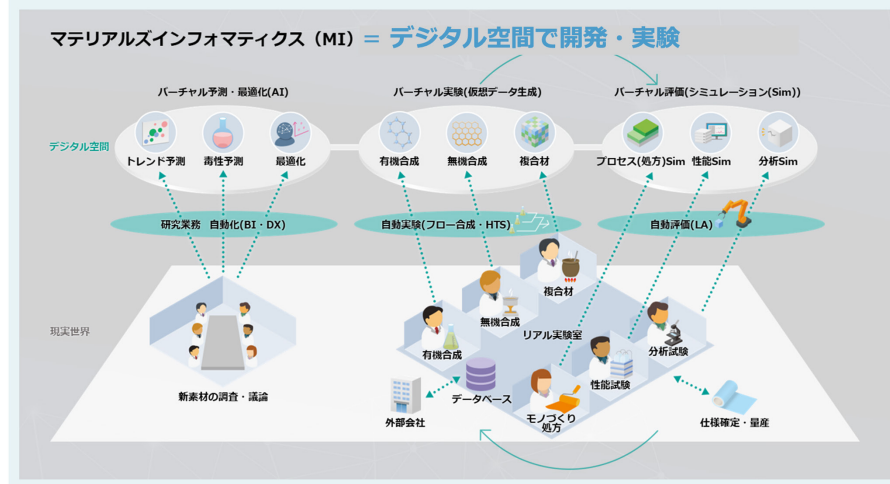 マテリアルズインフォマティクス（MI）＝ デジタル空間で開発・実験
バーチャル予測・最適化(AI)
バーチャル実験(仮想データ生成)
バーチャル評価(シミュレーション(Sim))
デジタル空間
トレンド予測
毒性予測
最適化
有機合成
無機合成
複合材
プロセス(処方)Sim
性能Sim
分析Sim
研究業務 自動化(BI・DX)
自動実験(フロー合成・HTS)
自動評価(LA)
現実世界
複合材
無機合成
リアル実験室
有機合成
分析試験
性能試験
新素材の調査・議論
データベース
外部会社
モノづくり
処方
仕様確定・量産